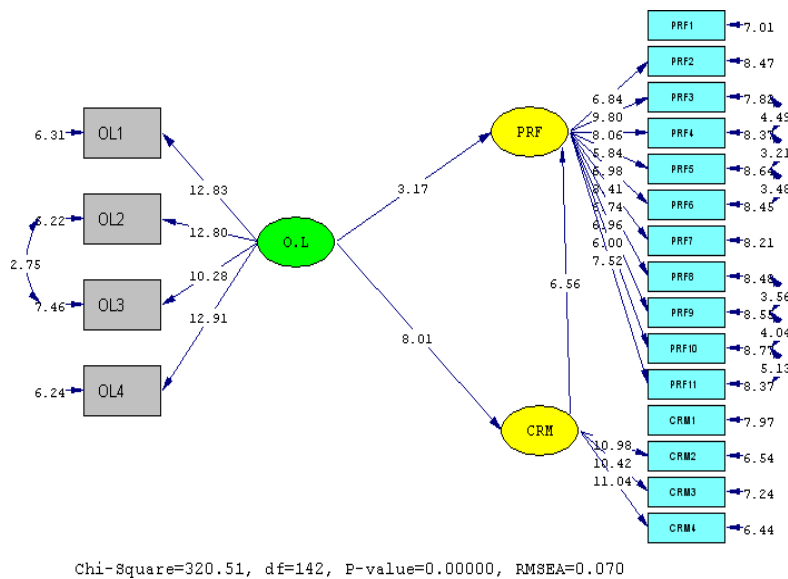 PRF1
7.01
PRF2
8.47
6.84
PRF3
9.80
4.49
6.31
OL1
PRF
8.06
PRF4
8.37
5.84
3.21
PRF5
8.64
6.98
3.48
12.83
3.17
PRF6
8.45
6.22
OL2
12.80
6.74
6.96
PRF7
8.21
O.L
6.00
7.52
2.75
10.28
PRF8
8.48
6.56
3.56
7.46
OL3
12.91
PRF9
8.55
8.01
4.04
PRF10
8.77
5.13
6.24
OL4
PRF11
8.37
CRM1
7.97
CRM
10.98
CRM2
6.54
10.42
11.04
CRM3
7.24
CRM4
6.44
Chi-Square=320.51, df=142, P-value=0.00000, RMSEA=0.070